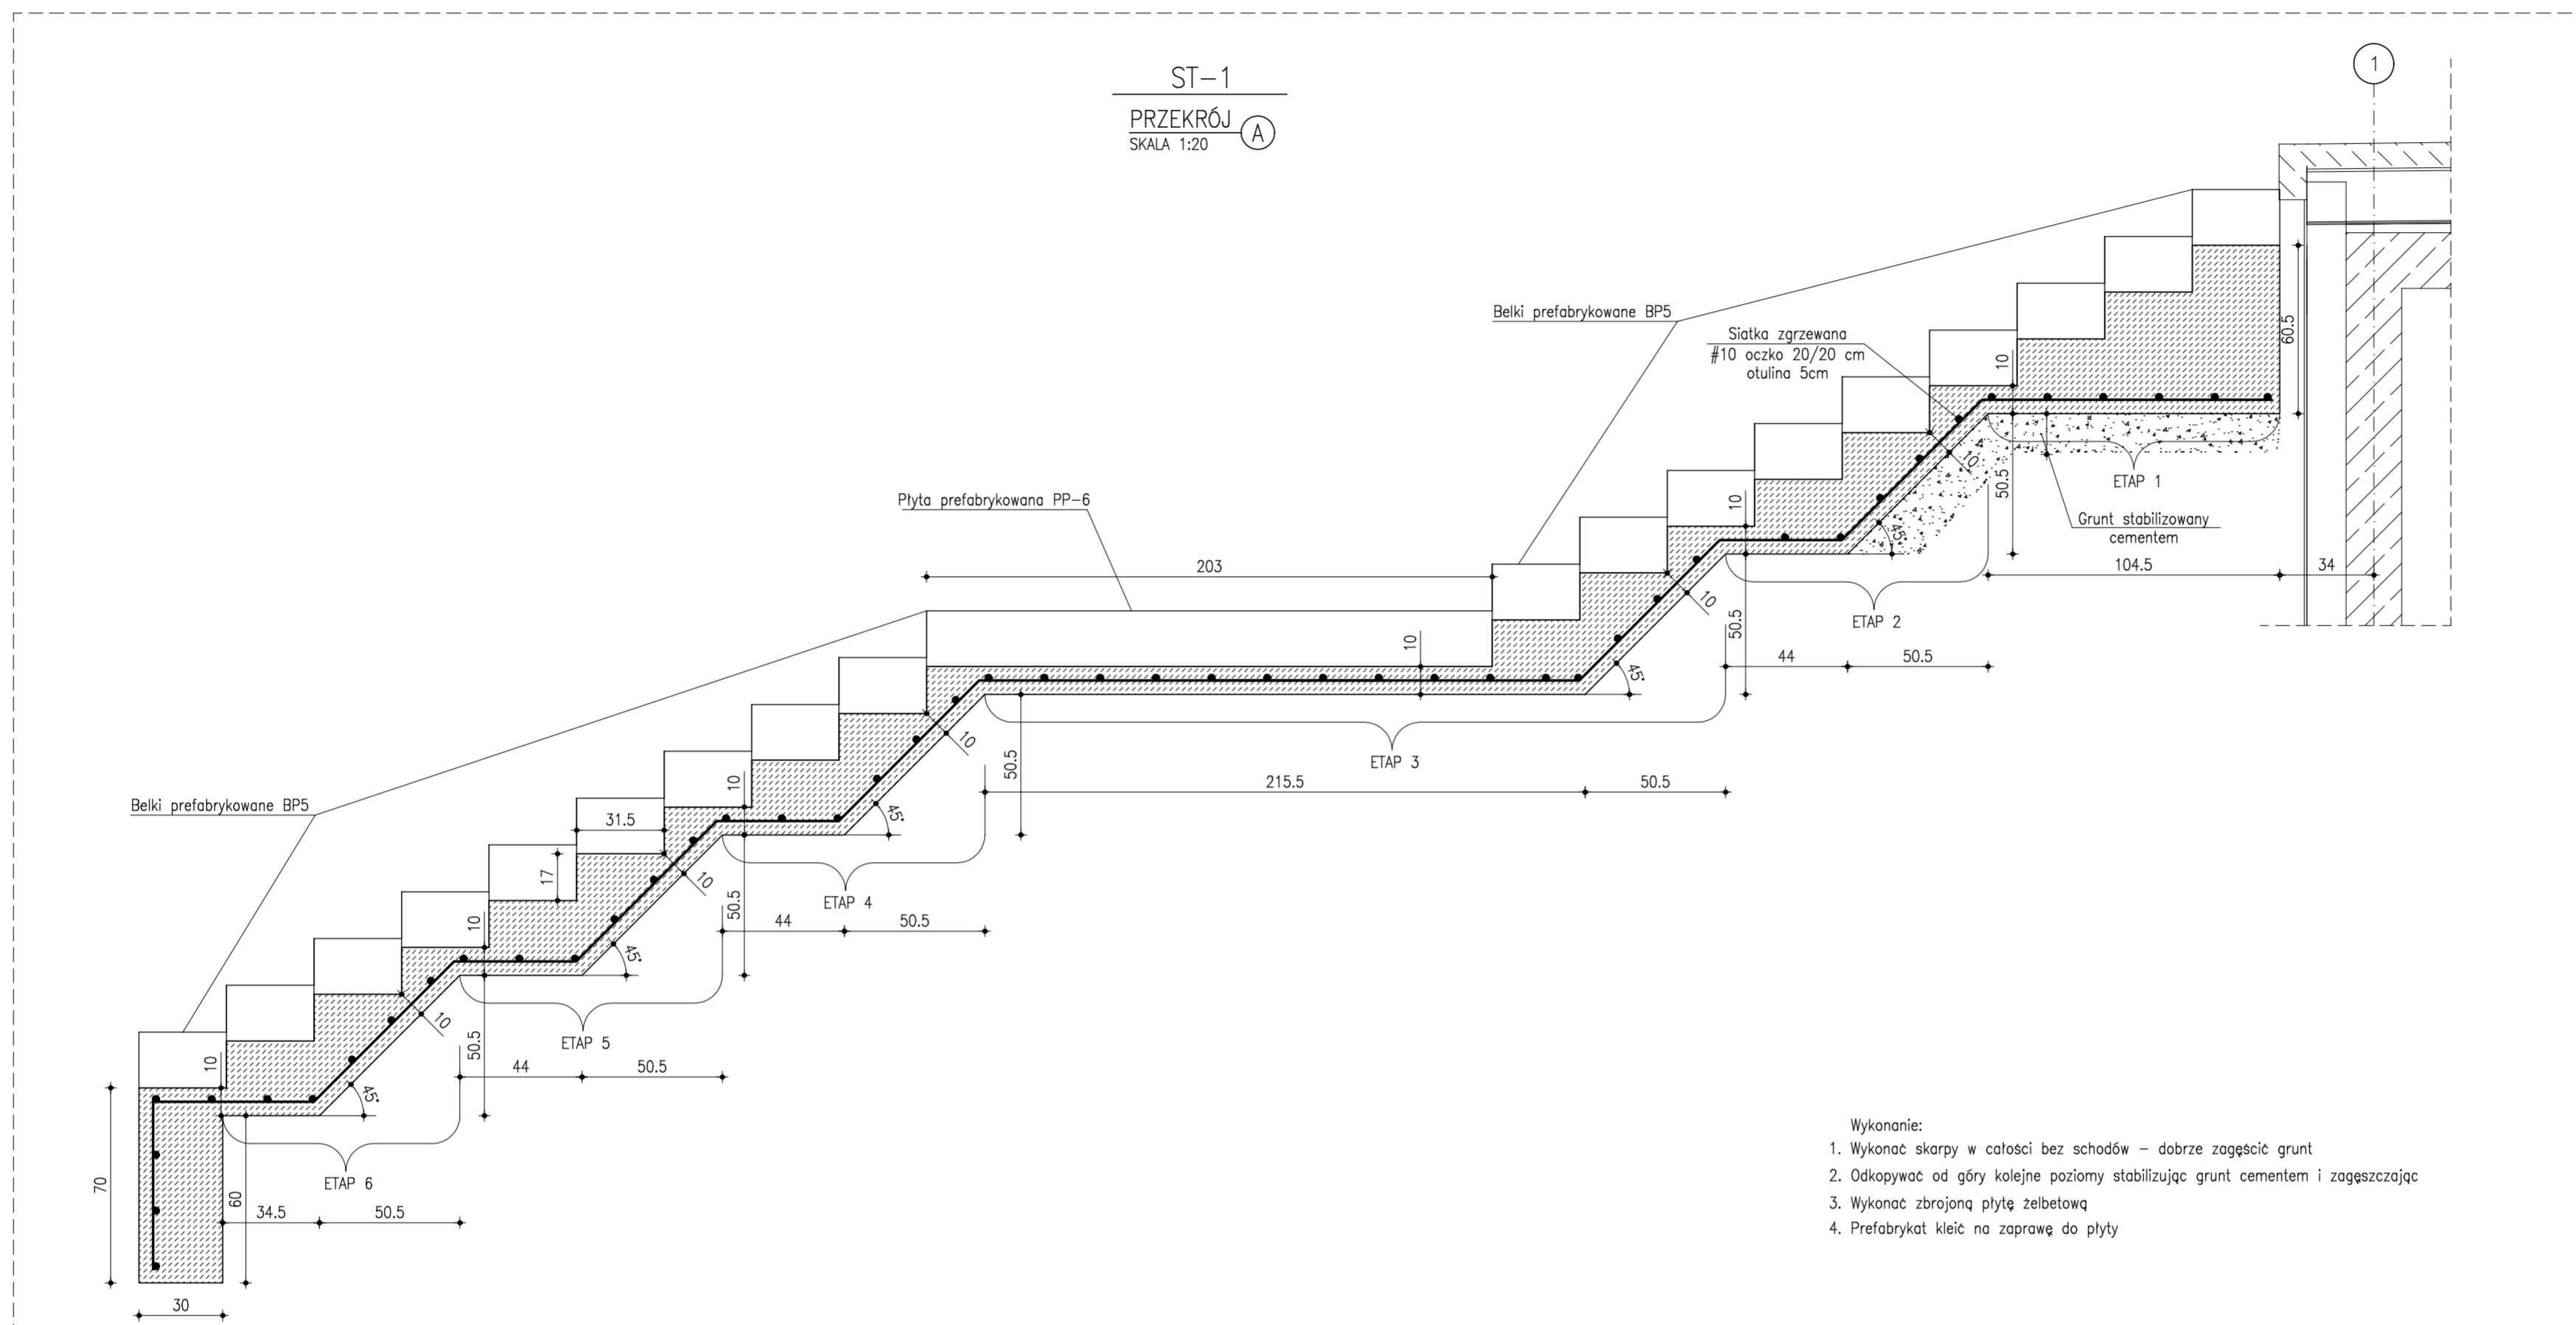 ST-1
PRZEKRÓJ A
SKALA 1:20
1
Belki prefabrykowane BP5
Siatka zgrzewana
#10 oczko 20/20 cm
otulina 5cm
60.5
10
10
50.5
ETAP 1
Grunt stabilizowany
cementem
45°
104.5
34
Płyta prefabrykowana PP-6
203
10
10
50.5
ETAP 2
44
50.5
10
45°
ETAP 3
215.5
50.5
10
50.5
45°
Belki prefabrykowane BP5
31.5
17
10
10
50.5
ETAP 4
44
50.5
45°
10
50.5
ETAP 5
44
50.5
10
45°
10
70
60
ETAP 6
34.5
50.5
30
Wykonanie:
1. Wykonać skarpy w całości bez schodów – dobrze zagęścić grunt
2. Odkopywać od góry kolejne poziomy stabilizując grunt cementem i zagęszczając
3. Wykonać zbrojoną płytę żelbetową
4. Prefabrykat kleić na zaprawę do płyty